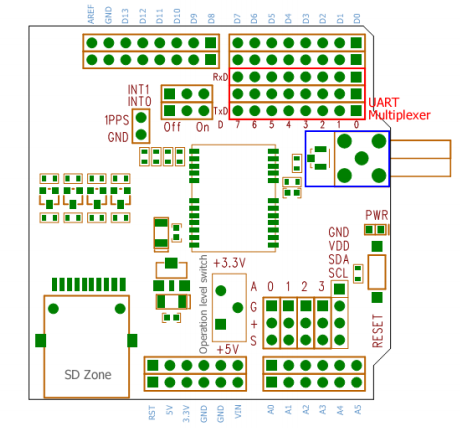 AREF GND D13 D12 D11 D10 D9 D8 D7 D6 D5 D4 D3 D2 D1 D0
RxD
INT1
INT0
TxD
UART
Multiplexer
1PPS
GND
Off On
D 7 6 5 4 3 2 1 0
PWR
GND
VDD
SDA
SCL
Operation level switch
+3.3V
A 0 1 2 3
G
+
S
RESET
+5V
SD Zone
RST 5V 3.3V GND GND VIN A0 A1 A2 A3 A4 A5